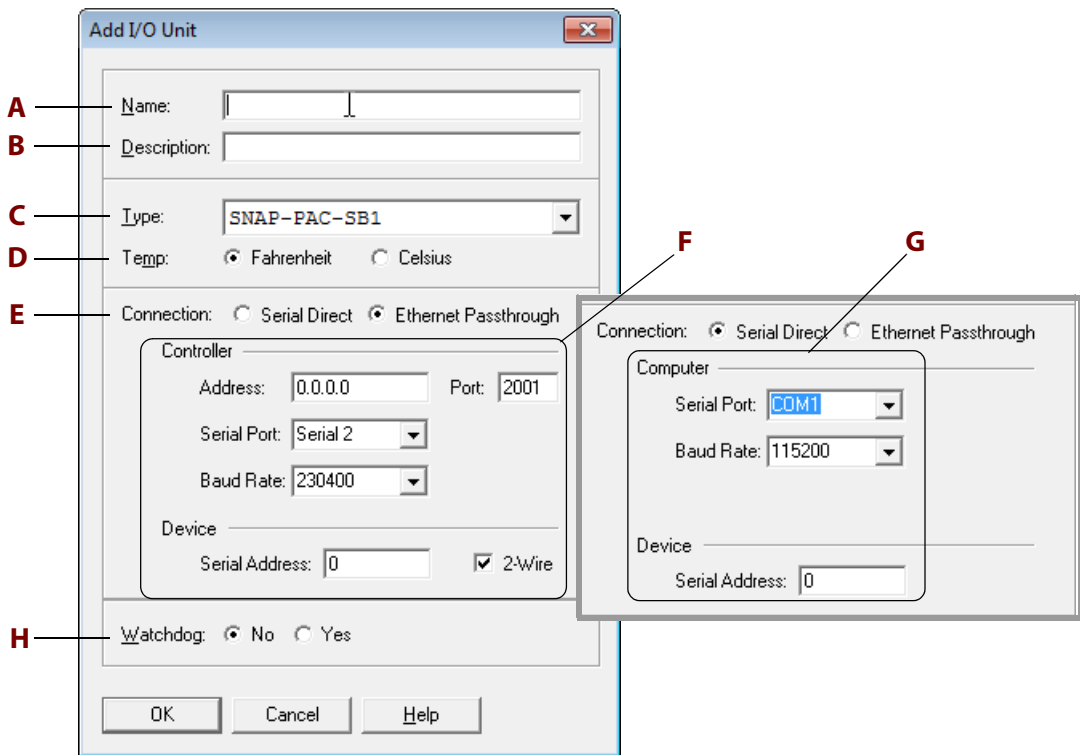 Add I/O Unit
A
Name:
B
Description:
C
Type: SNAP-PAC-SB1
D
Temp: Fahrenheit Celsius
F
G
E
Connection: Serial Direct Ethernet Passthrough
Controller
Address: 0.0.0.0 Port: 2001
Serial Port: Serial 2
Baud Rate: 230400
Device
Serial Address: 0 2-Wire
Connection: Serial Direct Ethernet Passthrough
Computer
Serial Port: COM1
Baud Rate: 115200
Device
Serial Address: 0
H
Watchdog: No Yes
OK Cancel Help